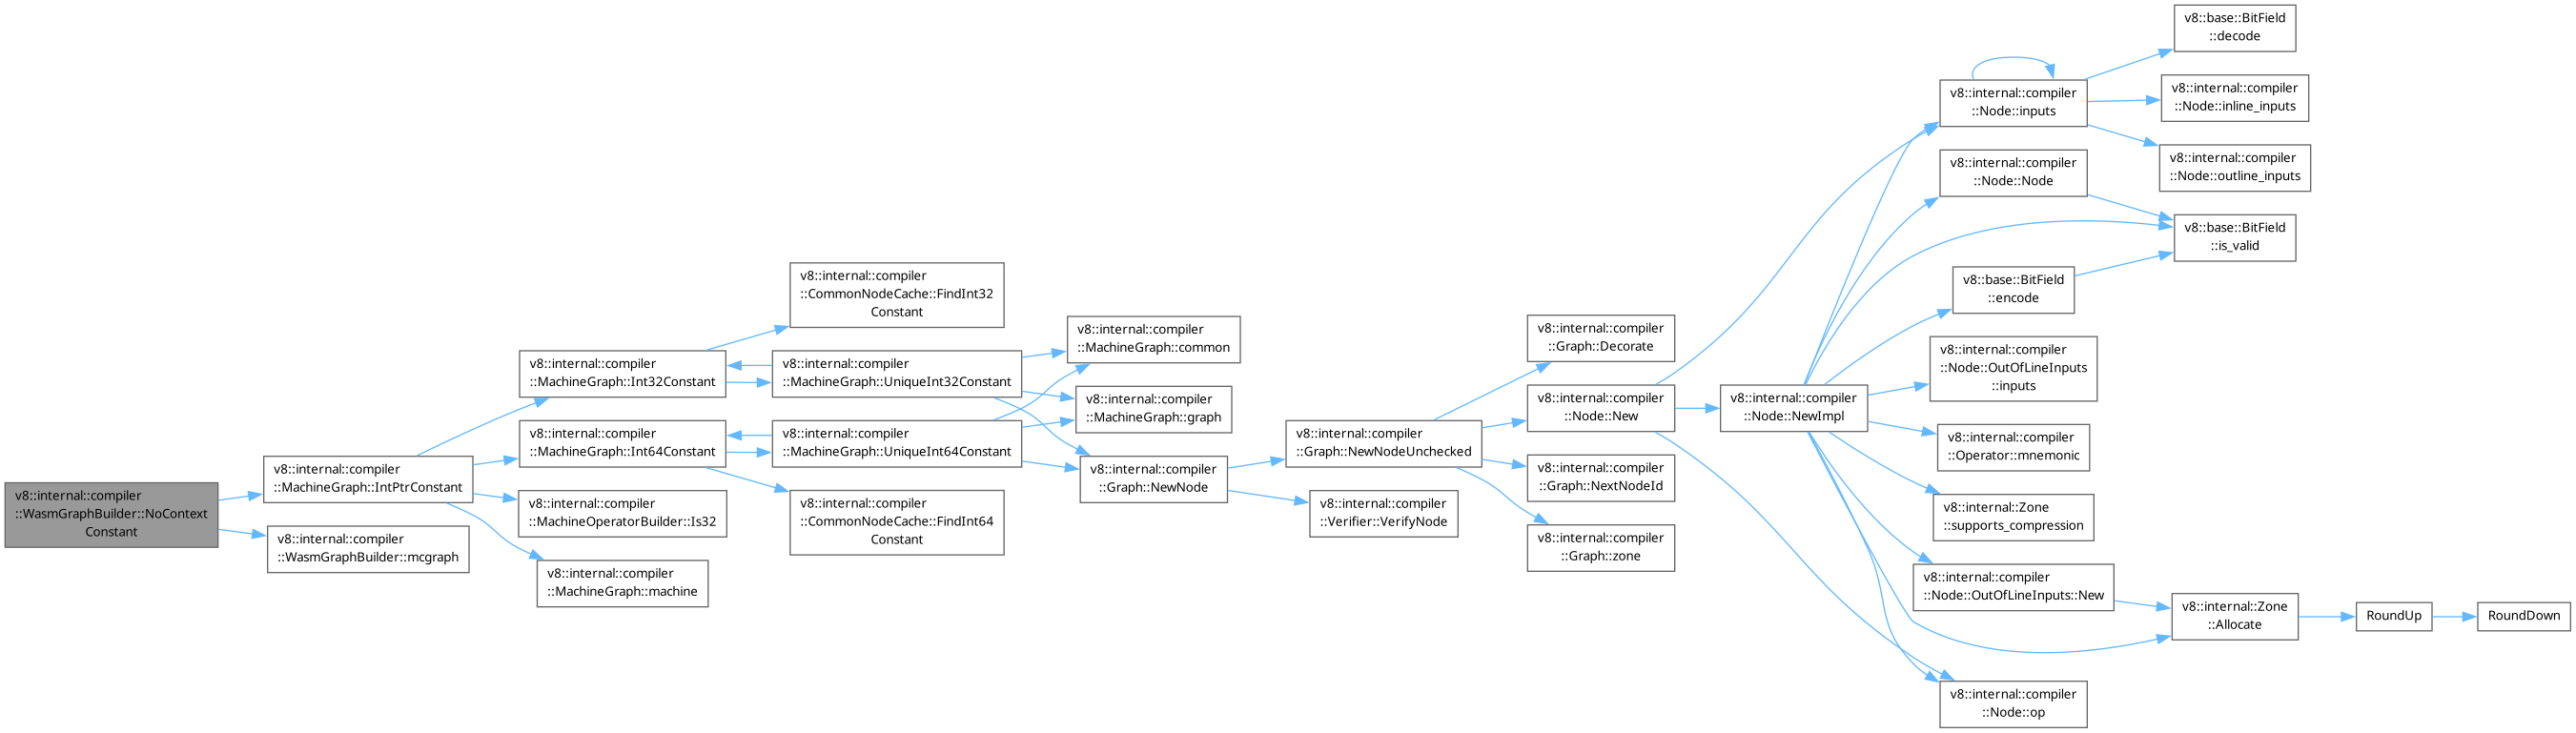 v8::internal::compiler
::WasmGraphBuilder::NoContext
Constant
v8::internal::compiler
::MachineGraph::IntPtrConstant
v8::internal::compiler
::WasmGraphBuilder::mcgraph
v8::internal::compiler
::MachineGraph::Int32Constant
v8::internal::compiler
::MachineGraph::Int64Constant
v8::internal::compiler
::MachineOperatorBuilder::Is32
v8::internal::compiler
::MachineGraph::machine
v8::internal::compiler
::CommonNodeCache::FindInt32
Constant
v8::internal::compiler
::MachineGraph::UniqueInt32Constant
v8::internal::compiler
::MachineGraph::UniqueInt64Constant
v8::internal::compiler
::CommonNodeCache::FindInt64
Constant
v8::internal::compiler
::MachineGraph::common
v8::internal::compiler
::MachineGraph::graph
v8::internal::compiler
::Graph::NewNode
v8::internal::compiler
::Graph::NewNodeUnchecked
v8::internal::compiler
::Verifier::VerifyNode
v8::internal::compiler
::Graph::Decorate
v8::internal::compiler
::Node::New
v8::internal::compiler
::Graph::NextNodeId
v8::internal::compiler
::Graph::zone
v8::internal::compiler
::Node::NewImpl
v8::internal::compiler
::Node::inputs
v8::internal::compiler
::Node::Node
v8::base::BitField
::encode
v8::internal::compiler
::Node::OutOfLineInputs
::inputs
v8::internal::compiler
::Operator::mnemonic
v8::internal::Zone
::supports_compression
v8::internal::compiler
::Node::OutOfLineInputs::New
v8::internal::compiler
::Node::op
v8::base::BitField
::decode
v8::internal::compiler
::Node::inline_inputs
v8::internal::compiler
::Node::outline_inputs
v8::base::BitField
::is_valid
v8::internal::Zone
::Allocate
RoundUp
RoundDown